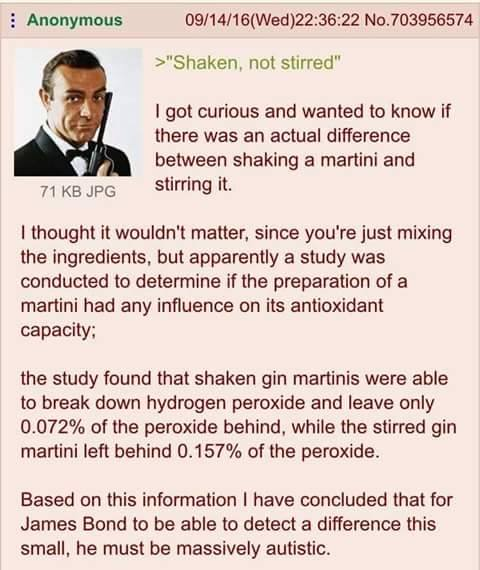 Anonymous 09/14/16(Wed)22:36:22 No.703956574
>"Shaken, not stirred"
I got curious and wanted to know if
there was an actual difference
between shaking a martini and
stirring it.
71 KB JPG
I thought it wouldn't matter, since you're just mixing
the ingredients, but apparently a study was
conducted to determine if the preparation of a
martini had any influence on its antioxidant
capacity;
the study found that shaken gin martinis were able
to break down hydrogen peroxide and leave only
0.072% of the peroxide behind, while the stirred gin
martini left behind 0.157% of the peroxide.
Based on this information I have concluded that for
James Bond to be able to detect a difference this
small, he must be massively autistic.